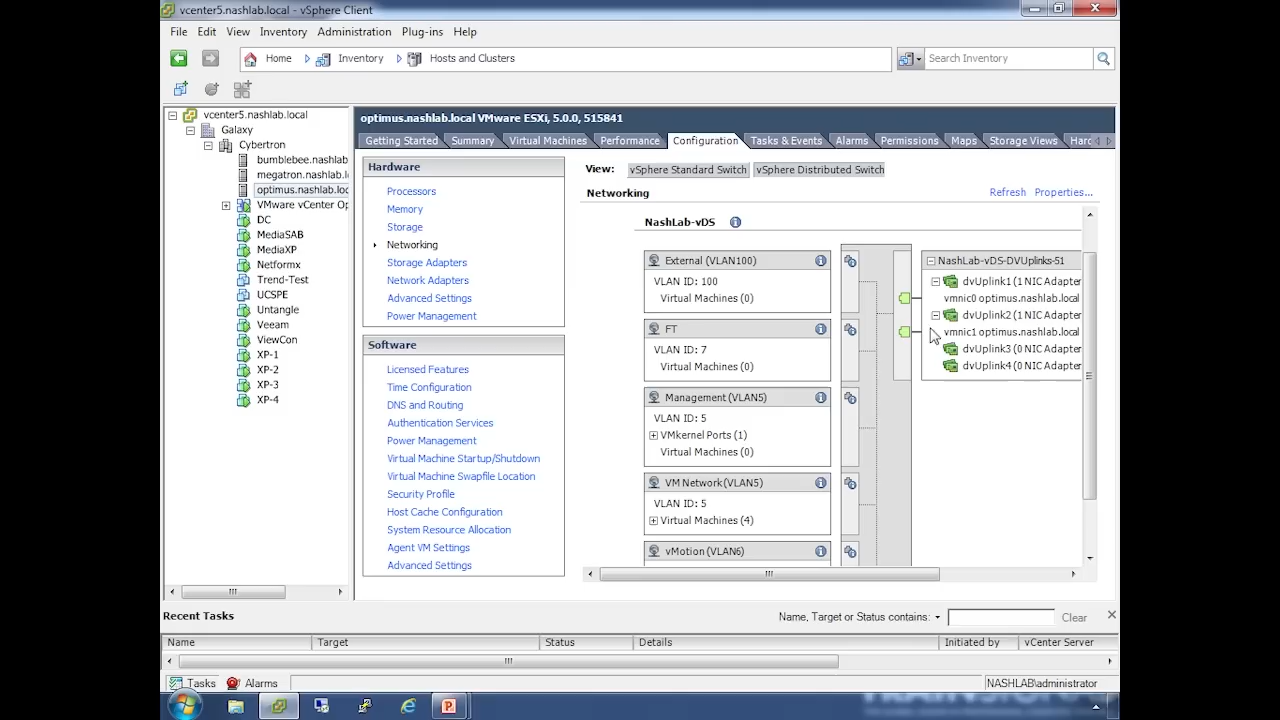 vcenter5.nashlab.local - vSphere Client
File Edit View Inventory Administration Plug-ins Help
Home Inventory Hosts and Clusters Search Inventory
vcenter5.nashlab.local
Galaxy
Cybertron
bumblebee.nashlab
megatron.nashlab.l
optimus.nashlab.loc
VMware vCenter Op
DC
MediaSAB
MediaXP
Netformx
Trend-Test
UCSPE
Untangle
Veeam
ViewCon
XP-1
XP-2
XP-3
XP-4
optimus.nashlab.local VMware ESXi, 5.0.0, 515841
Getting Started Summary Virtual Machines Performance Configuration Tasks & Events Alarms Permissions Maps Storage Views Hard
Hardware
Processors
Memory
Storage
Networking
Storage Adapters
Network Adapters
Advanced Settings
Power Management
Software
Licensed Features
Time Configuration
DNS and Routing
Authentication Services
Power Management
Virtual Machine Startup/Shutdown
Virtual Machine Swapfile Location
Security Profile
Host Cache Configuration
System Resource Allocation
Agent VM Settings
Advanced Settings
View: vSphere Standard Switch vSphere Distributed Switch
Networking Refresh Properties...
NashLab-vDS
External (VLAN100)
VLAN ID: 100
Virtual Machines (0)
FT
VLAN ID: 7
Virtual Machines (0)
Management (VLAN5)
VLAN ID: 5
VMkernel Ports (1)
Virtual Machines (0)
VM Network (VLAN5)
VLAN ID: 5
Virtual Machines (4)
vMotion (VLAN6)
NashLab-vDS-DVUplinks-51
dvUplink1 (1 NIC Adapter
vmnic0 optimus.nashlab.local
dvUplink2 (1 NIC Adapter
vmnic1 optimus.nashlab.local
dvUplink3 (0 NIC Adapter
dvUplink4 (0 NIC Adapter
Recent Tasks Name, Target or Status contains: Clear
Name Target Status Details Initiated by vCenter Server
Tasks Alarms NASHLAB\administrator